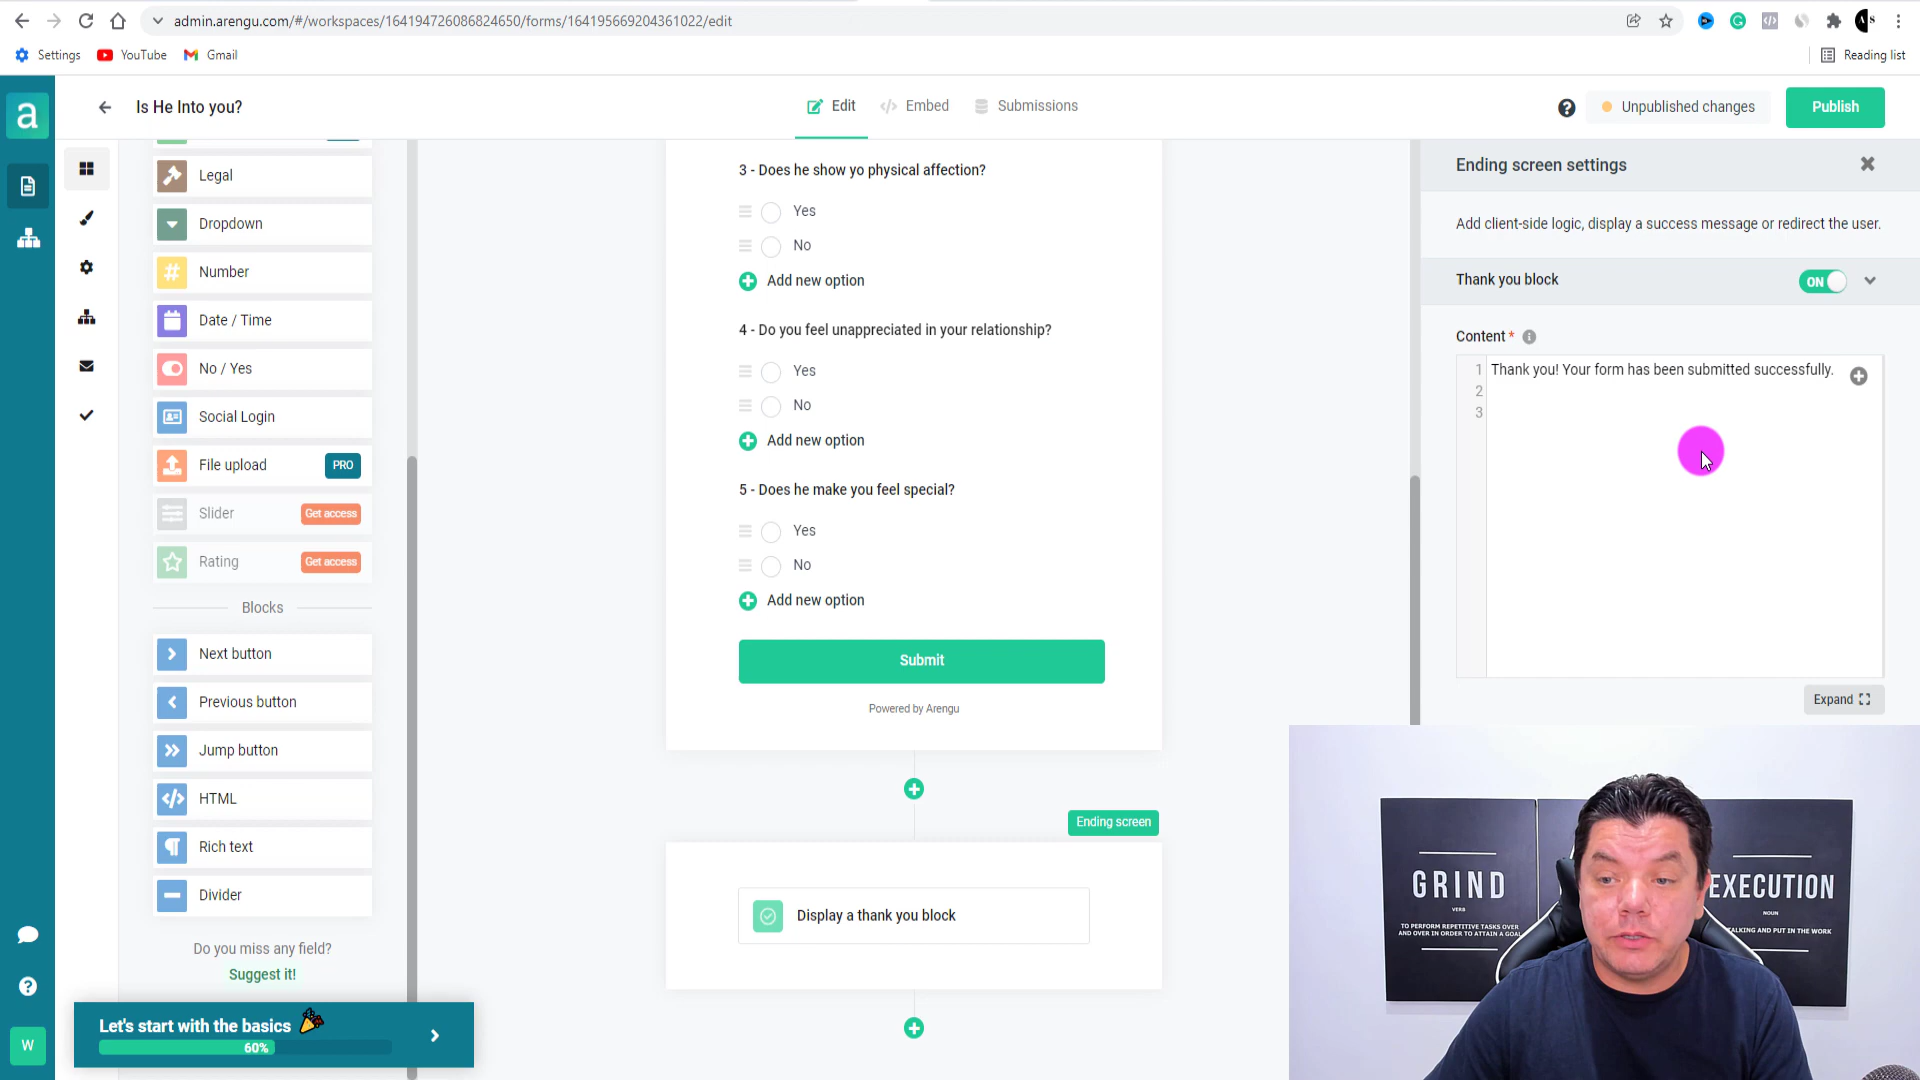 admin.arengu.com/#/workspaces/164194726086824650/forms/164195669204361022/edit
Settings
YouTube
Gmail
Reading list
a
Is He Into you?
Edit
Embed
Submissions
Unpublished changes
Publish
Legal
Dropdown
Number
Date / Time
No / Yes
Social Login
File upload
PRO
Slider
Get access
Rating
Get access
Blocks
Next button
Previous button
Jump button
HTML
Rich text
Divider
Do you miss any field?
Suggest it!
Let's start with the basics
60%
W
3 - Does he show yo physical affection?
Yes
No
Add new option
4 - Do you feel unappreciated in your relationship?
Yes
No
Add new option
5 - Does he make you feel special?
Yes
No
Add new option
Submit
Powered by Arengu
Ending screen
Display a thank you block
Ending screen settings
Add client-side logic, display a success message or redirect the user.
Thank you block
ON
Content *
1 Thank you! Your form has been submitted successfully.
2
3
Expand
GRIND
VERB
TO PERFORM REPETITIVE TASKS OVER
AND OVER IN ORDER TO ATTAIN A GOAL
EXECUTION
NOUN
TALKING AND PUT IN THE WORK